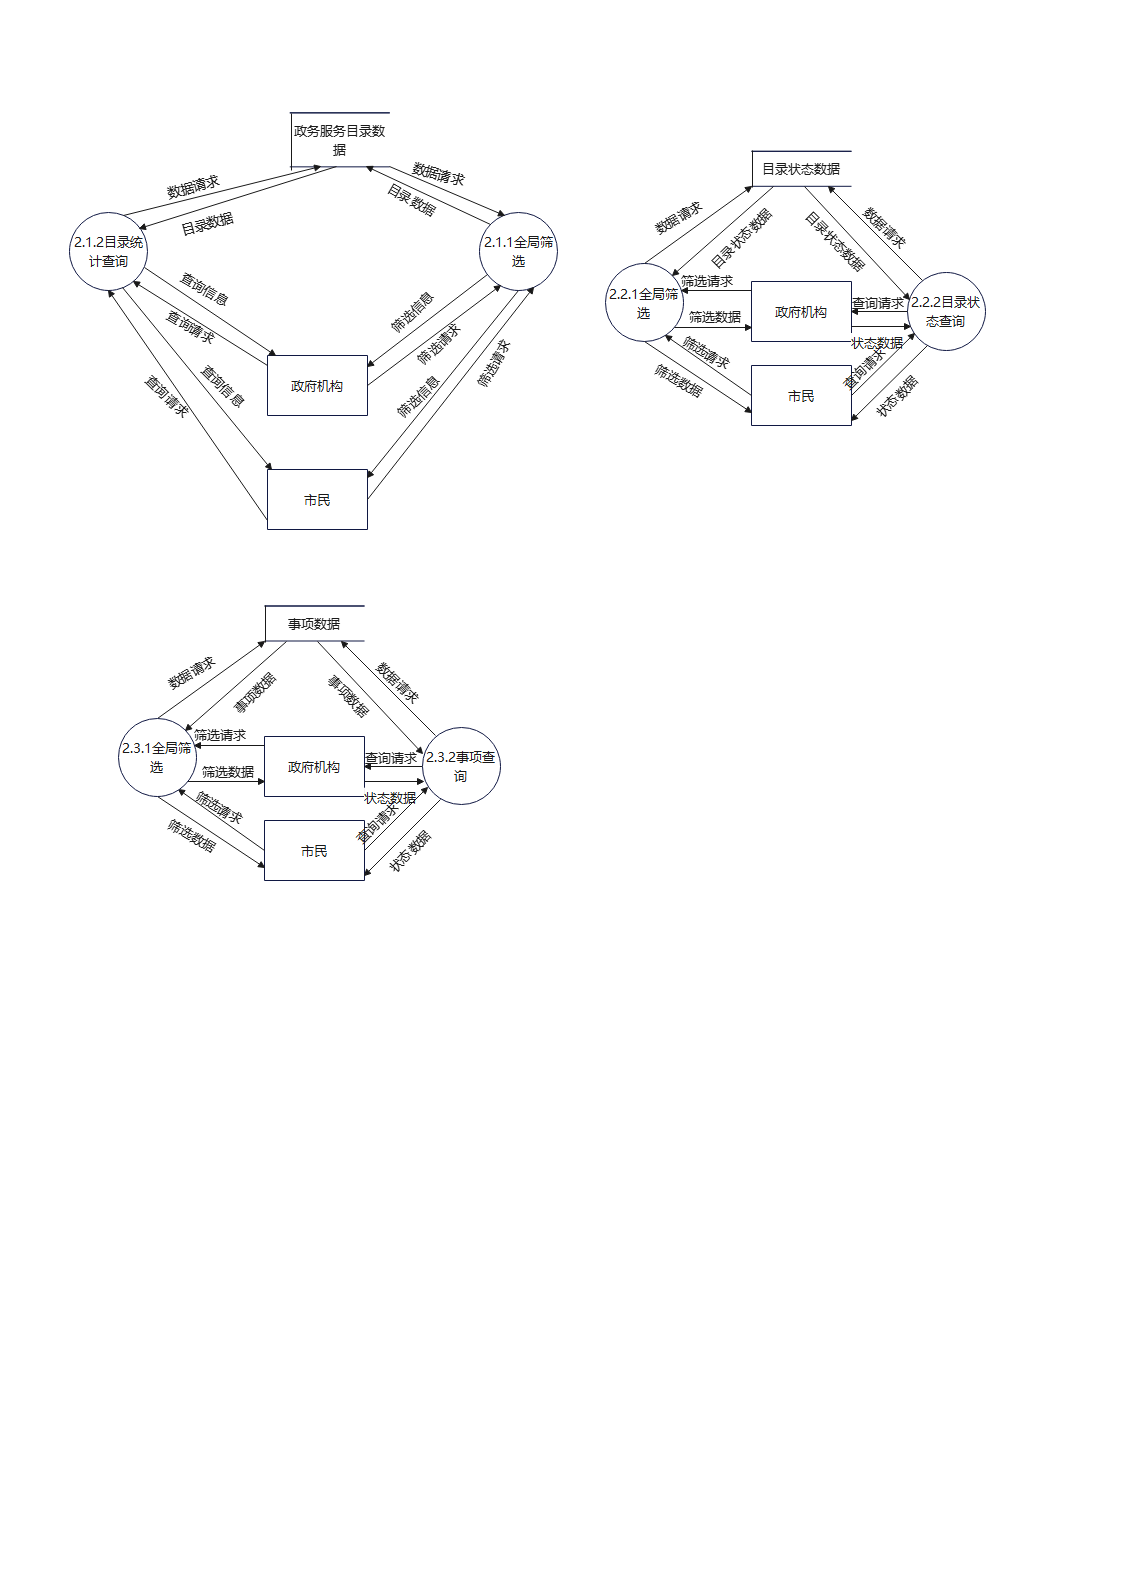 政务服务目录数
据
数据请求
目录数据
数据请求
目录数据
2.1.2目录统
计查询
2.1.1全局筛
选
查询信息
查询请求
筛选信息
筛选请求
查询请求
查询信息
筛选信息
筛选请求
政府机构
市民
目录状态数据
数据请求
目录状态数据
目录状态数据
数据请求
2.2.1全局筛
选
筛选请求
筛选数据
政府机构
查询请求
状态数据
2.2.2目录状
态查询
筛选请求
筛选数据
市民
查询请求
状态数据
事项数据
数据请求
事项数据
事项数据
数据请求
2.3.1全局筛
选
筛选请求
筛选数据
政府机构
查询请求
状态数据
2.3.2事项查
询
筛选请求
筛选数据
市民
查询请求
状态数据